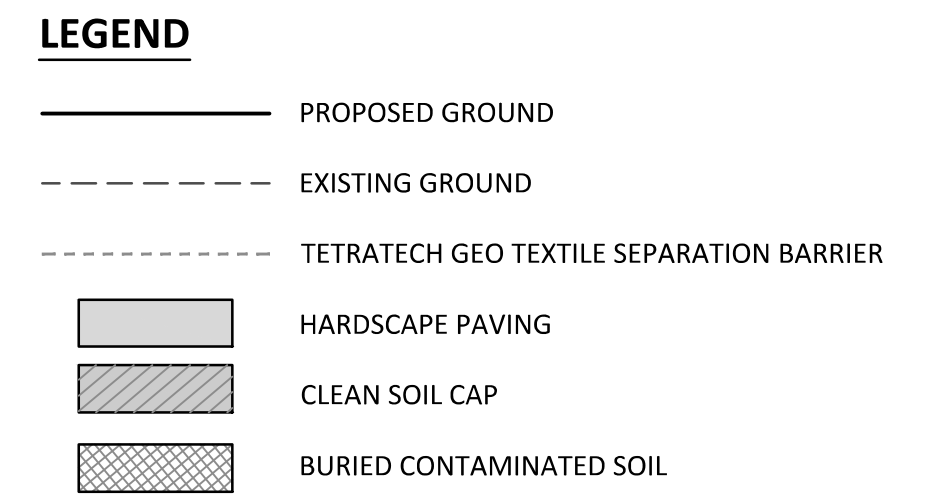 LEGEND
PROPOSED GROUND
EXISTING GROUND
TETRATECH GEO TEXTILE SEPARATION BARRIER
HARDSCAPE PAVING
CLEAN SOIL CAP
BURIED CONTAMINATED SOIL